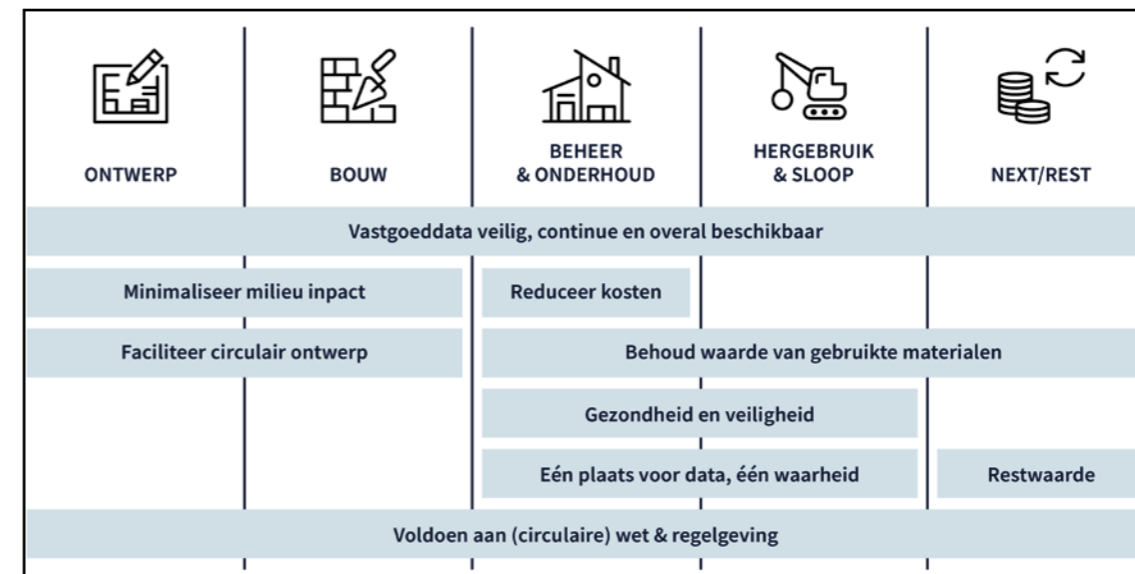 ONTWERP
BOUW
BEHEER
& ONDERHOUD
HERGEBRUIK
& SLOOP
NEXT/REST
Vastgoeddata veilig, continue en overal beschikbaar
Minimaliseer milieu inpact
Reduceer kosten
Faciliteer circulair ontwerp
Behoud waarde van gebruikte materialen
Gezondheid en veiligheid
Eén plaats voor data, één waarheid
Restwaarde
Voldoen aan (circulaire) wet & regelgeving